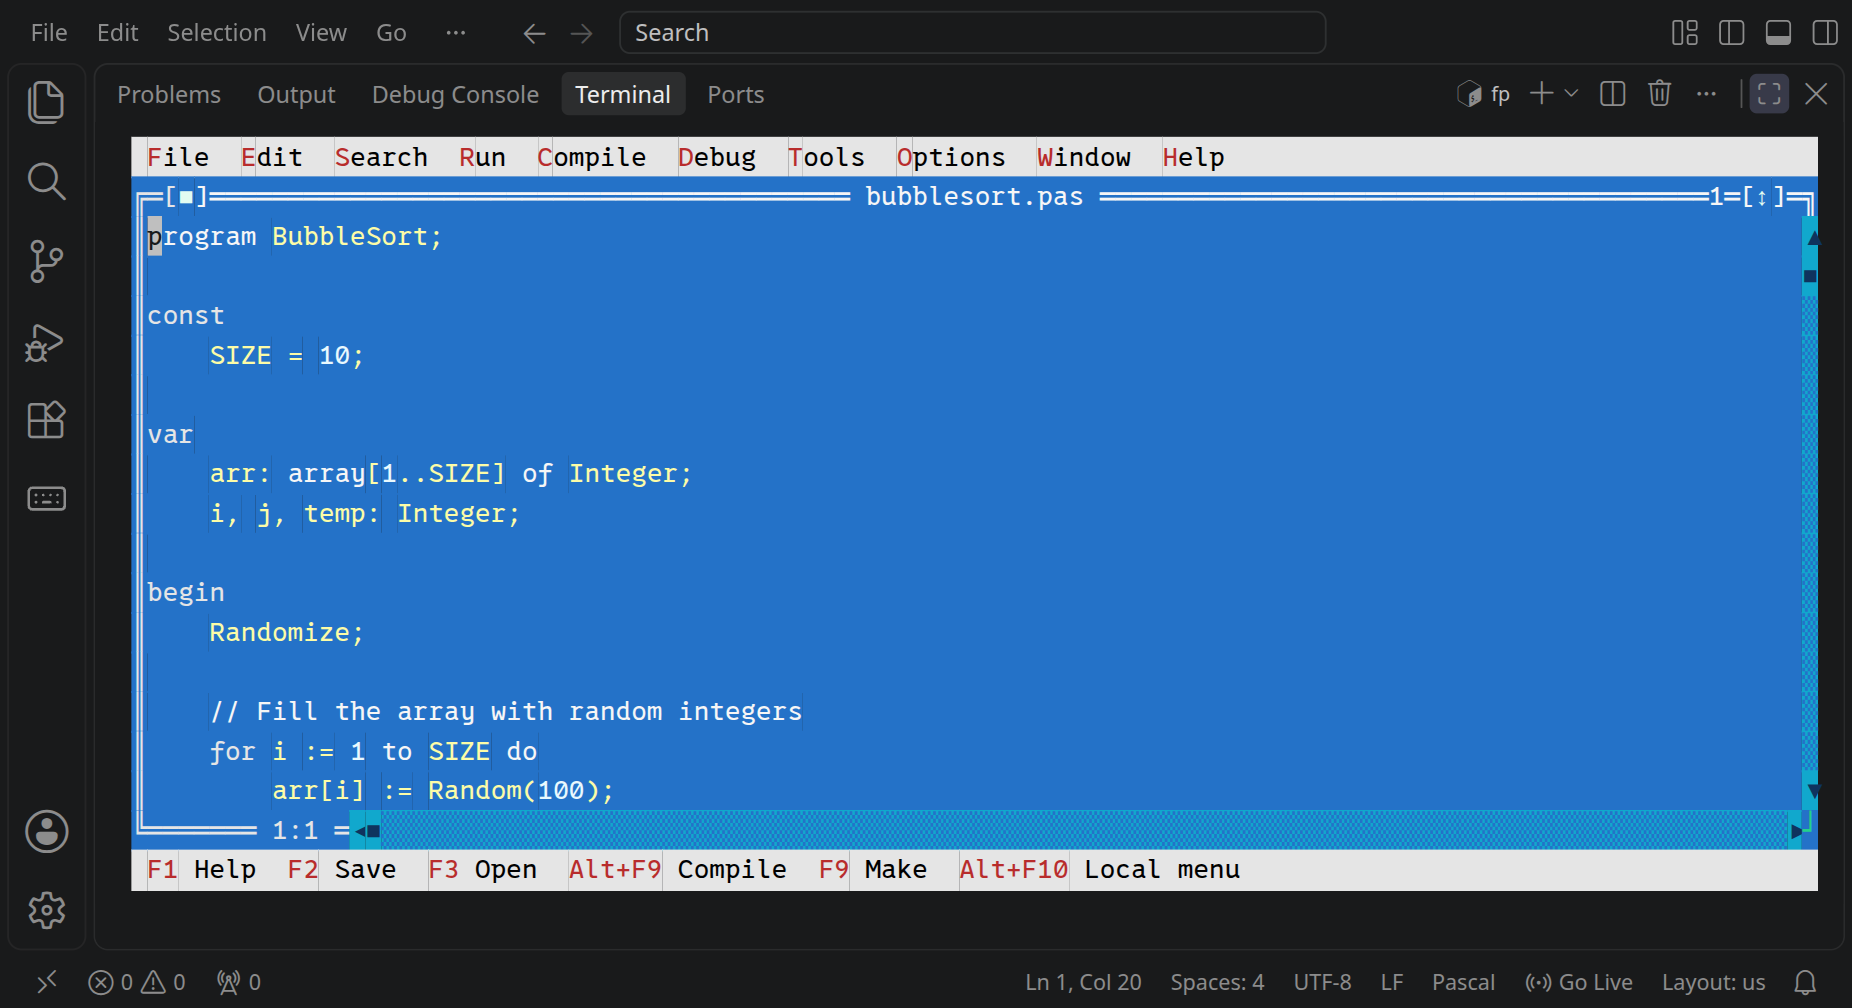 File Edit Selection View Go ··· Search
Problems Output Debug Console Terminal Ports fp
File Edit Search Run Compile Debug Tools Options Window Help
[■] bubblesort.pas 1=[↕]
program BubbleSort;
const
SIZE = 10;
var
arr: array[1..SIZE] of Integer;
i, j, temp: Integer;
begin
Randomize;
// Fill the array with random integers
for i := 1 to SIZE do
arr[i] := Random(100);
1:1
F1 Help F2 Save F3 Open Alt+F9 Compile F9 Make Alt+F10 Local menu
0 0 0 Ln 1, Col 20 Spaces: 4 UTF-8 LF Pascal Go Live Layout: us